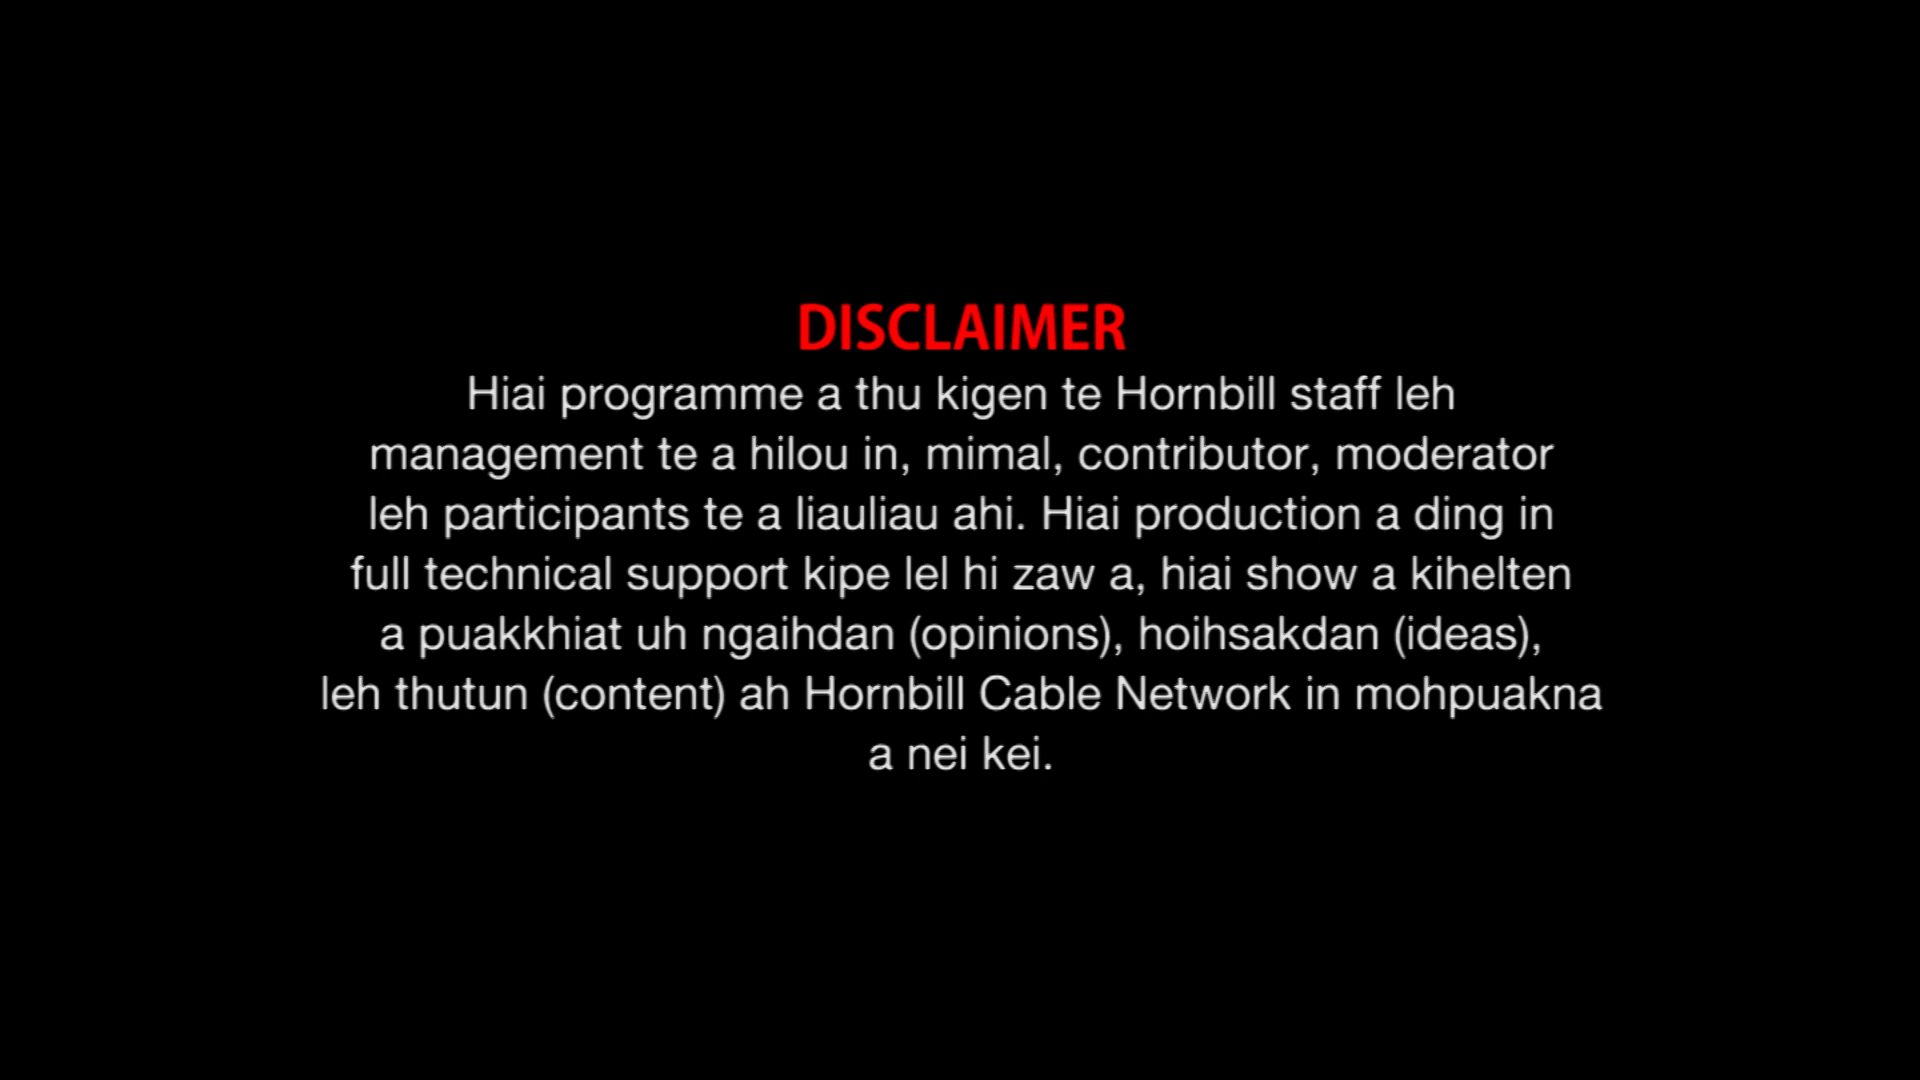 DISCLAIMER
Hiai programme a thu kigen te Hornbill staff leh
management te a hilou in, mimal, contributor, moderator
leh participants te a liauliau ahi. Hiai production a ding in
full technical support kipe lel hi zaw a, hiai show a kihelten
a puakkhiat uh ngaihdan (opinions), hoihsakdan (ideas),
leh thutun (content) ah Hornbill Cable Network in mohpuakna
a nei kei.